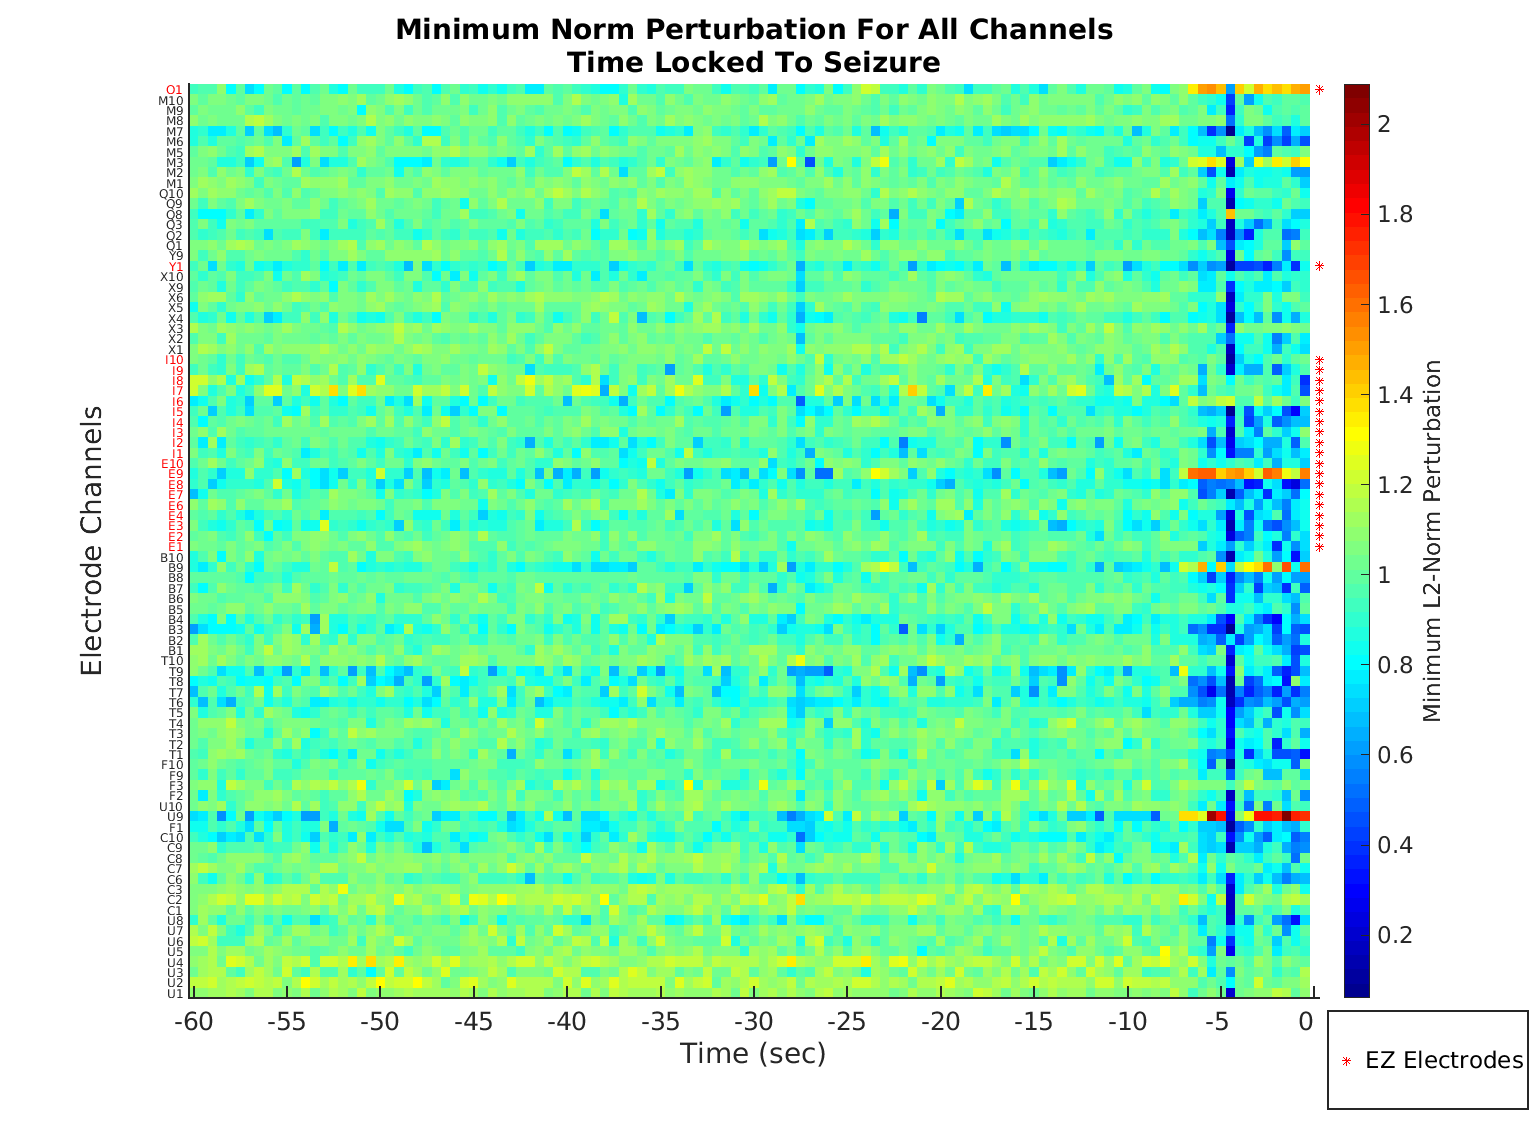 Minimum Norm Perturbation For All Channels
Time Locked To Seizure
Electrode Channels
O1
M10
M9
M8
M7
M6
M5
M3
M2
M1
Q10
Q9
Q8
Q3
Q2
Q1
Y9
Y1
X10
X9
X6
X5
X4
X3
X2
X1
I10
I9
I8
I7
I6
I5
I4
I3
I2
I1
E10
E9
E8
E7
E6
E4
E3
E2
E1
B10
B9
B8
B7
B6
B5
B4
B3
B2
B1
T10
T9
T8
T7
T6
T5
T4
T3
T2
T1
F10
F9
F3
F2
U10
U9
F1
C10
C9
C8
C7
C6
C3
C2
C1
U8
U7
U6
U5
U4
U3
U2
U1
-60 -55 -50 -45 -40 -35 -30 -25 -20 -15 -10 -5 0
Time (sec)
2
1.8
1.6
1.4
1.2
1
0.8
0.6
0.4
0.2
Minimum L2-Norm Perturbation
* EZ Electrodes